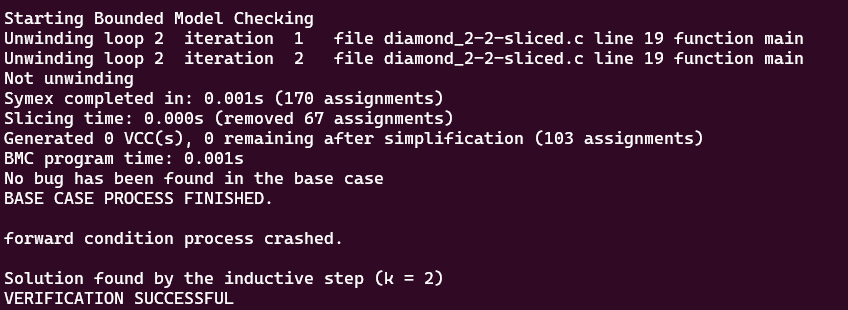 Starting Bounded Model Checking
Unwinding loop 2  iteration  1   file diamond_2-2-sliced.c line 19 function main
Unwinding loop 2  iteration  2   file diamond_2-2-sliced.c line 19 function main
Not unwinding
Symex completed in: 0.001s (170 assignments)
Slicing time: 0.000s (removed 67 assignments)
Generated 0 VCC(s), 0 remaining after simplification (103 assignments)
BMC program time: 0.001s
No bug has been found in the base case
BASE CASE PROCESS FINISHED.

forward condition process crashed.

Solution found by the inductive step (k = 2)
VERIFICATION SUCCESSFUL